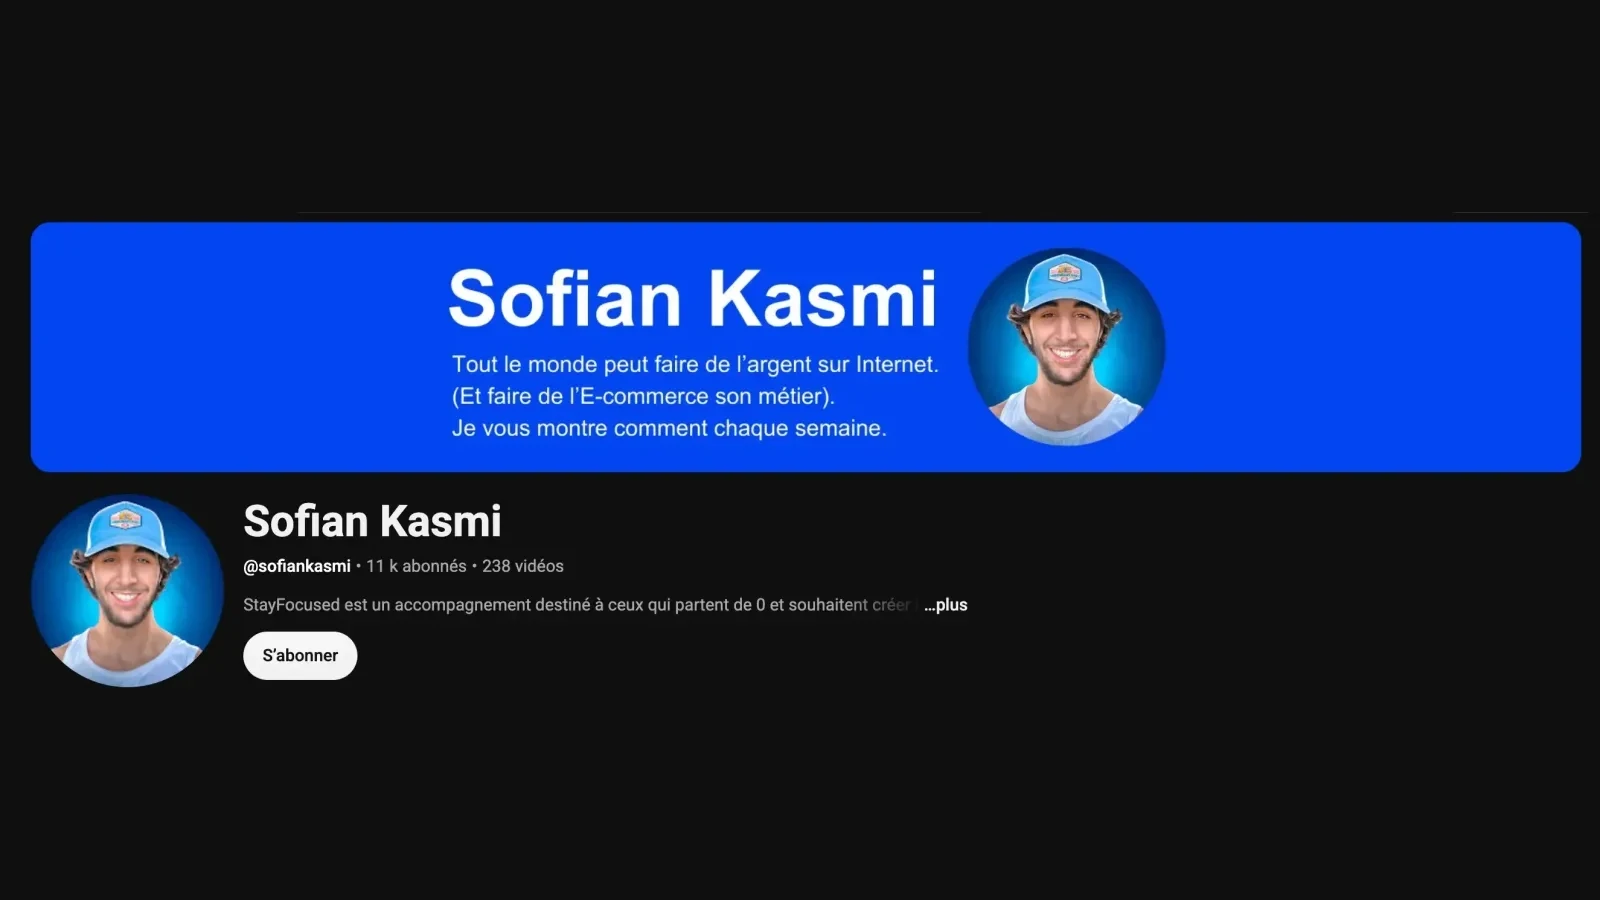 Sofian Kasmi
Tout le monde peut faire de l’argent sur Internet.
(Et faire de l’E-commerce son métier).
Je vous montre comment chaque semaine.
Sofian Kasmi
@sofiankasmi • 11 k abonnés • 238 vidéos
StayFocused est un accompagnement destiné à ceux qui partent de 0 et souhaitent créer ...plus
S’abonner